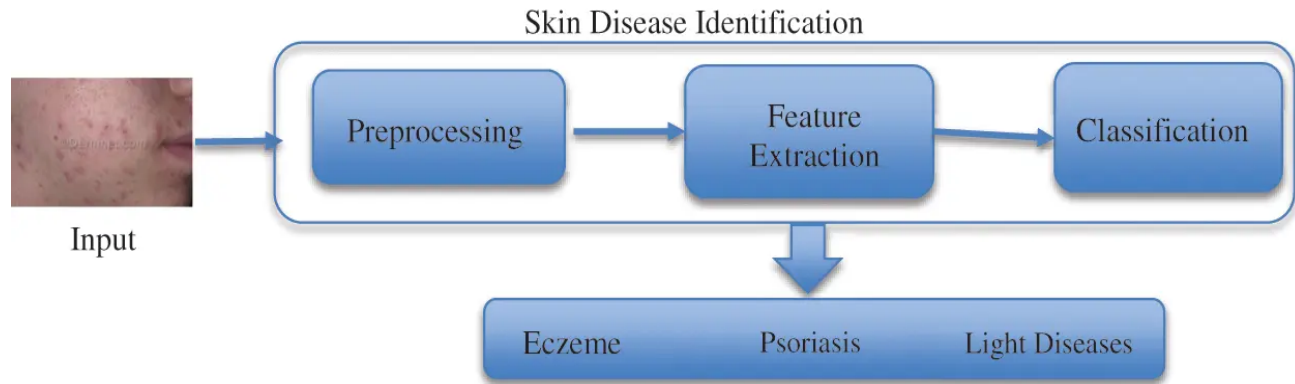 Skin Disease Identification
Preprocessing
Feature
Extraction
Classification
Input
Eczeme Psoriasis Light Diseases